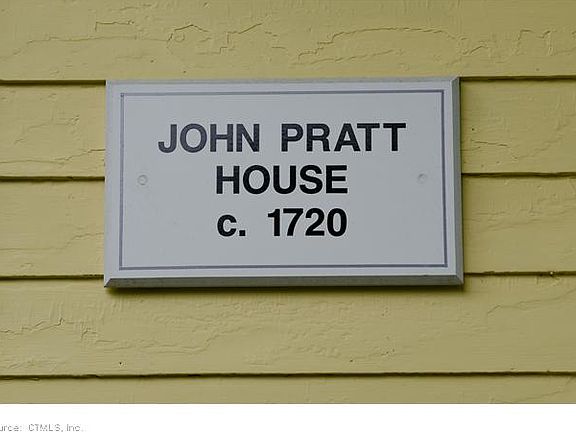 JOHN PRATT
HOUSE
c. 1720
urce: CTMLS, Inc.